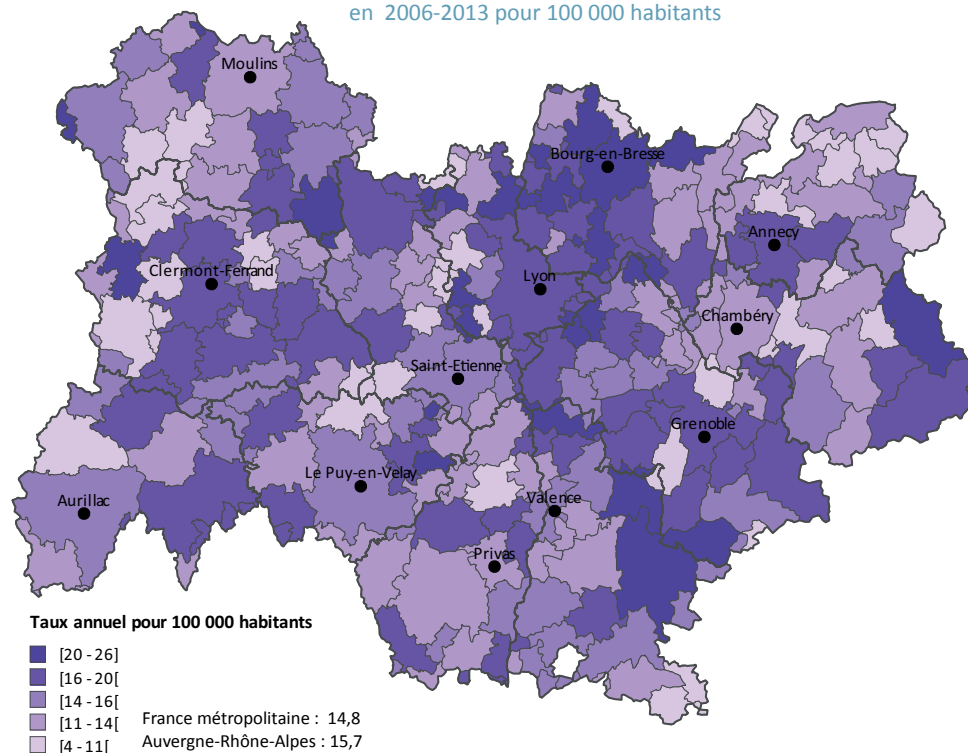 en 2006-2013 pour 100 000 habitants
Moulins
Bourg-en-Bresse
Annecy
Clermont-Ferrand
Lyon
Chambéry
Saint-Etienne
Grenoble
Le Puy-en-Velay
Aurillac
Valence
Privas
Taux annuel pour 100 000 habitants
[20 - 26]
[16 - 20[
[14 - 16[
[11 - 14[
[4 - 11[
France métropolitaine : 14,8
Auvergne-Rhône-Alpes : 15,7